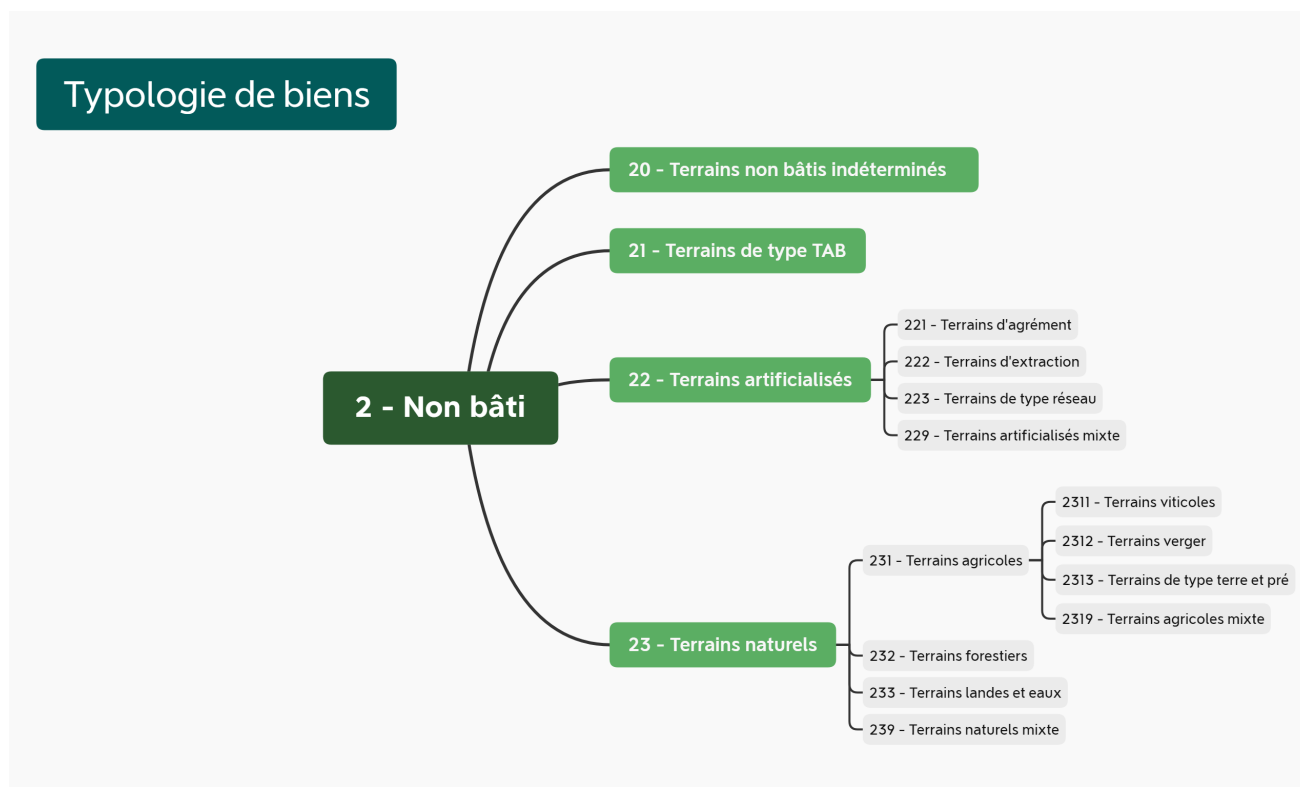 Typologie de biens
20 - Terrains non bâtis indéterminés
21 - Terrains de type TAB
221 - Terrains d'agrément
222 - Terrains d'extraction
22 - Terrains artificialisés
223 - Terrains de type réseau
2 - Non bâti
229 - Terrains artificialisés mixte
2311 - Terrains viticoles
2312 - Terrains verger
231 - Terrains agricoles
2313 - Terrains de type terre et pré
2319 - Terrains agricoles mixte
23 - Terrains naturels
232 - Terrains forestiers
233 - Terrains landes et eaux
239 - Terrains naturels mixte